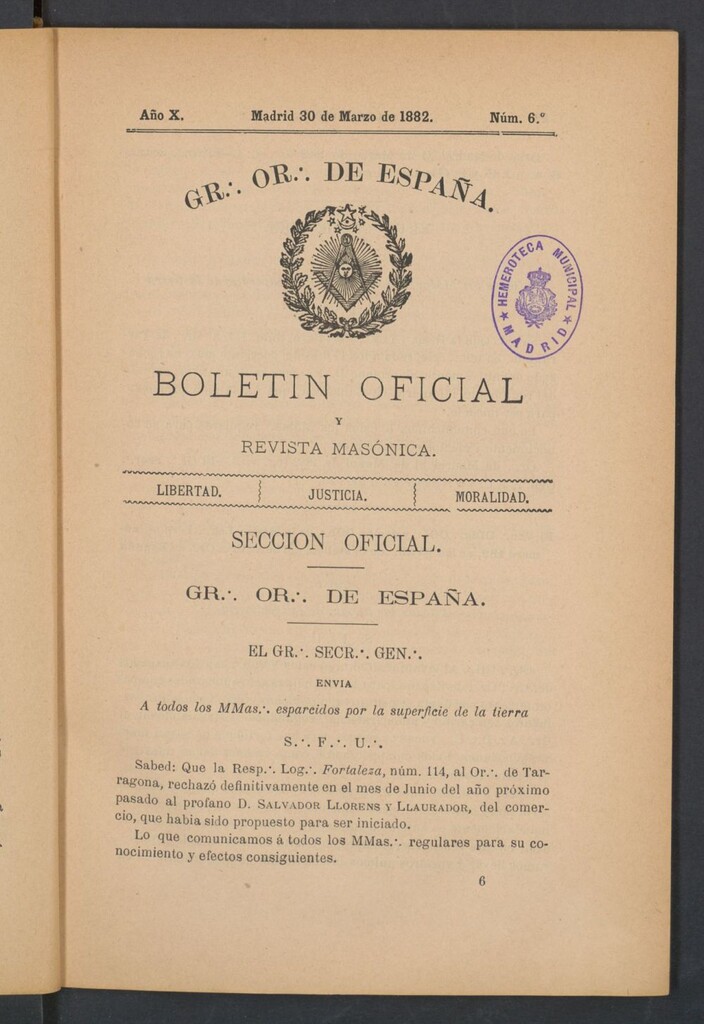 Año X. Madrid 30 de Marzo de 1882. Núm. 6.º
GR.·. OR.·. DE ESPAÑA.
HEMEROTECA MUNICIPAL
★ MADRID ★
BOLETIN OFICIAL
Y
REVISTA MASÓNICA.
LIBERTAD. JUSTICIA. MORALIDAD.
SECCION OFICIAL.
GR.·. OR.·. DE ESPAÑA.
EL GR.·. SECR.·. GEN.·.
ENVIA
A todos los MMas.·. esparcidos por la superficie de la tierra
S.·. F.·. U.·.
Sabed: Que la Resp.·. Log.·. Fortaleza, núm. 114, al Or.·. de Tar-
ragona, rechazó definitivamente en el mes de Junio del año próximo
pasado al profano D. SALVADOR LLORENS Y LLAURADOR, del comer-
cio, que habia sido propuesto para ser iniciado.
Lo que comunicamos á todos los MMas.·. regulares para su co-
nocimiento y efectos consiguientes.
6